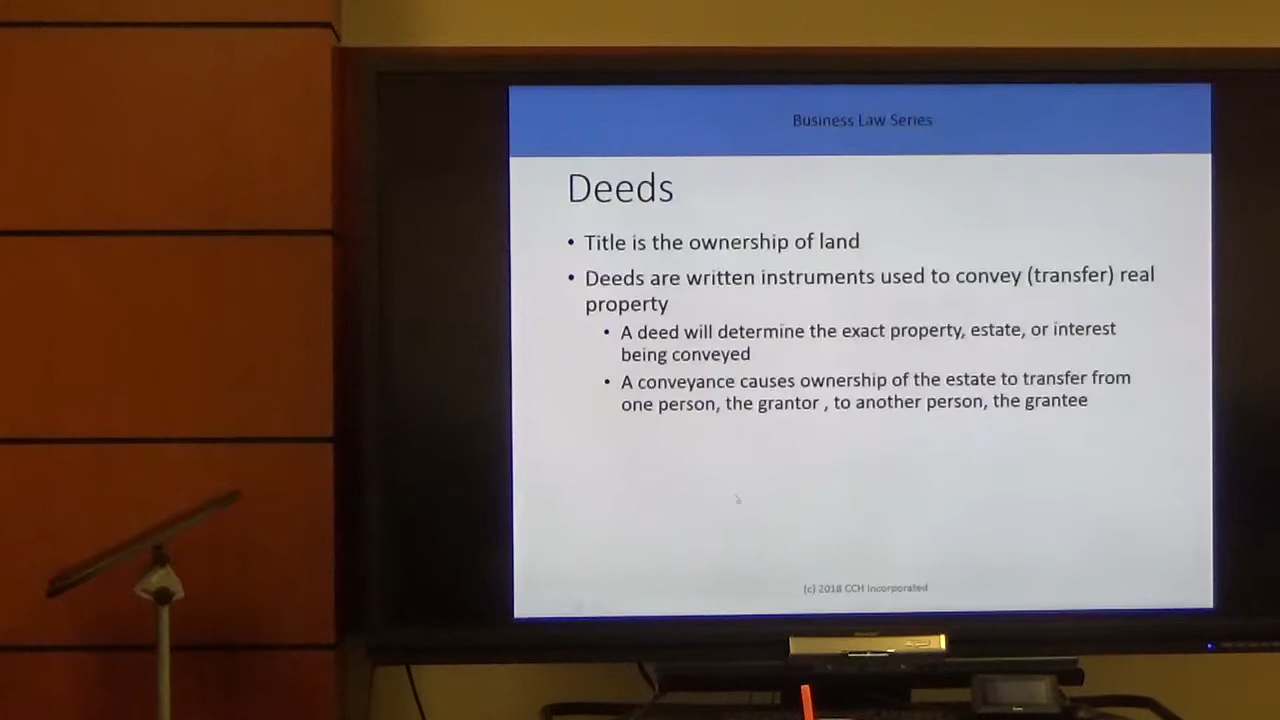 Business Law Series
Deeds
• Title is the ownership of land
• Deeds are written instruments used to convey (transfer) real
property
• A deed will determine the exact property, estate, or interest
being conveyed
• A conveyance causes ownership of the estate to transfer from
one person, the grantor , to another person, the grantee
(c) 2018 CCH Incorporated